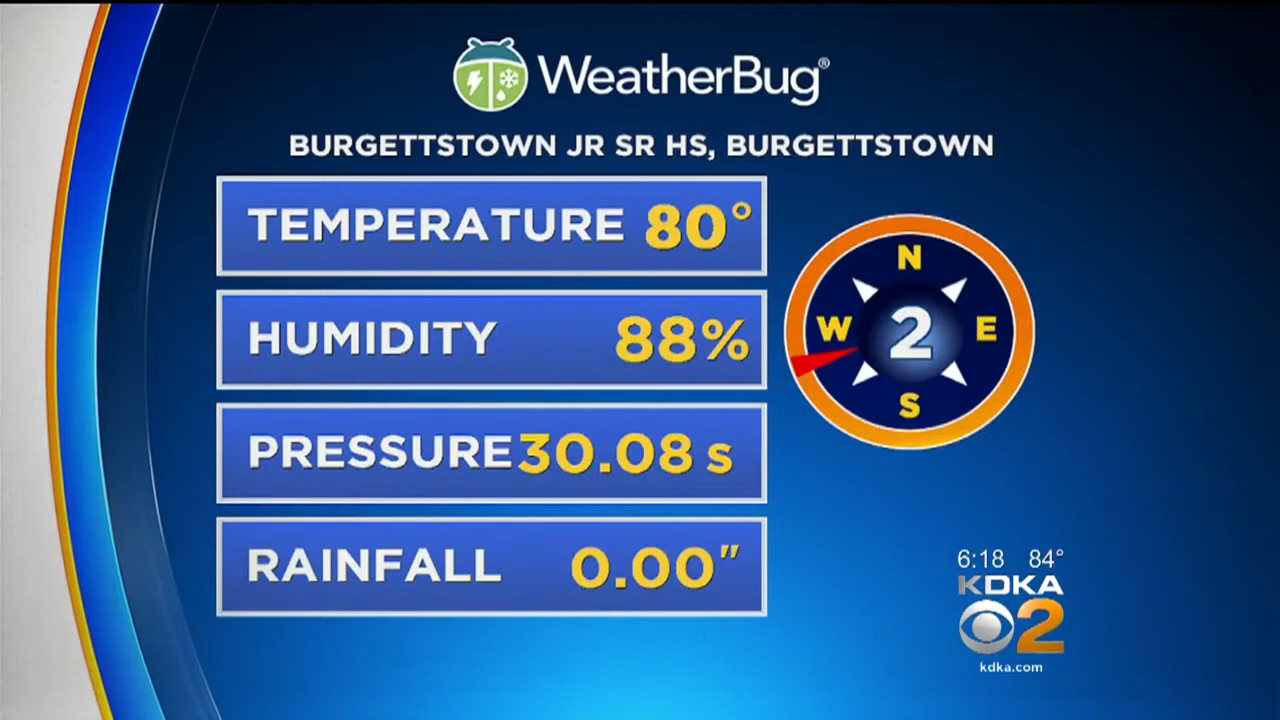 WeatherBug®
BURGETTSTOWN JR SR HS, BURGETTSTOWN
TEMPERATURE 80°
HUMIDITY 88%
PRESSURE 30.08 s
RAINFALL 0.00"
N
W 2 E
S
6:18 84°
KDKA
2
kdka.com